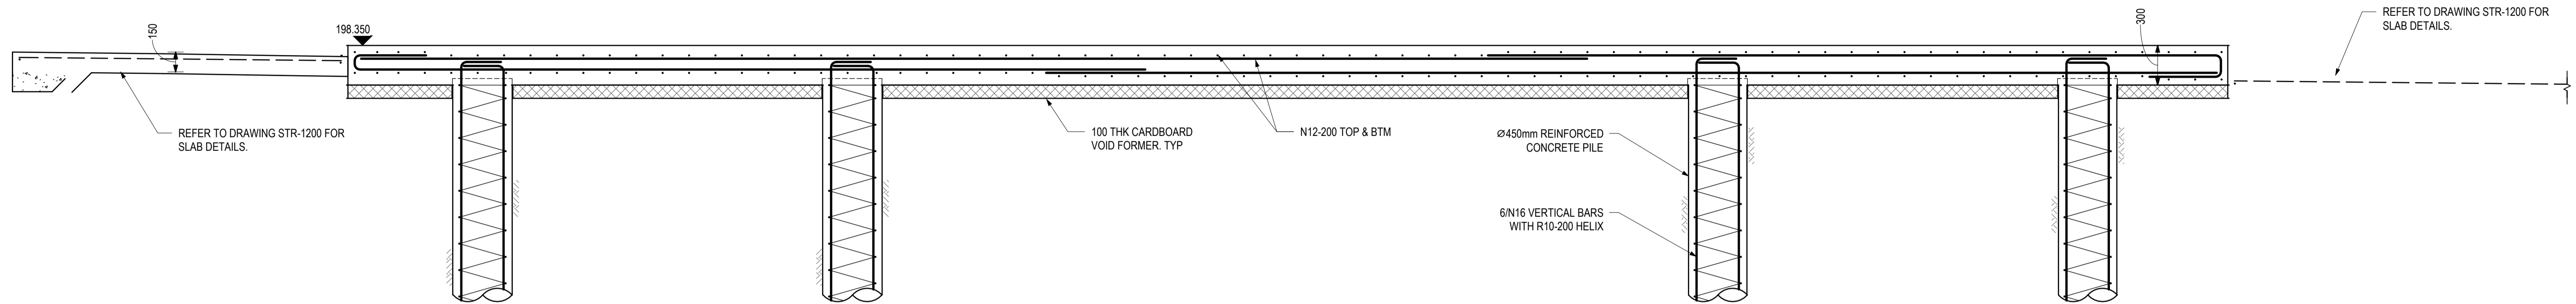 150
198.350
300
REFER TO DRAWING STR-1200 FOR
SLAB DETAILS.
REFER TO DRAWING STR-1200 FOR
SLAB DETAILS.
100 THK CARDBOARD
VOID FORMER. TYP
N12-200 TOP & BTM
Ø450mm REINFORCED
CONCRETE PILE
6/N16 VERTICAL BARS
WITH R10-200 HELIX